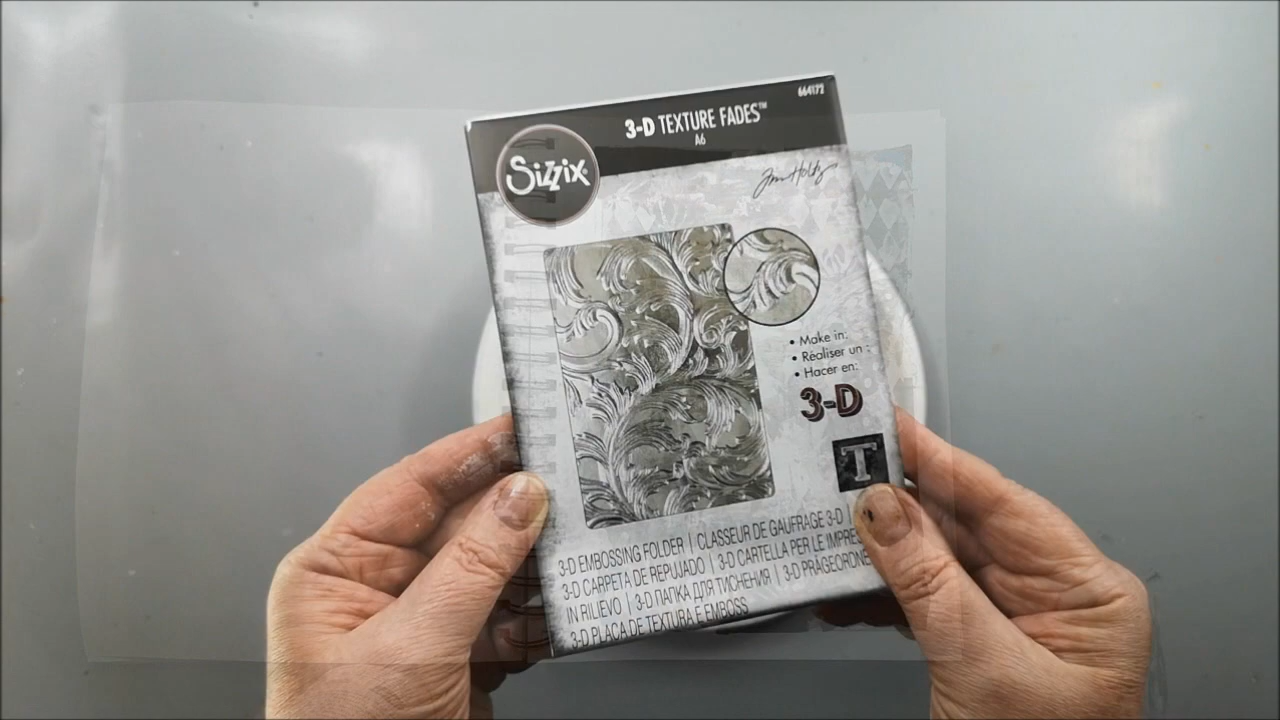 664172
3-D TEXTURE FADES™
A6
Sizzix
Tim Holtz
• Make in:
• Réaliser un :
• Hacer en:
3-D
T
3-D EMBOSSING FOLDER | CLASSEUR DE GAUFRAGE 3-D |
3-D CARPETA DE REPUJADO | 3-D CARTELLA PER LE IMPRES
IN RILIEVO | 3-D ПАПКА ДЛЯ ТИСНЕНИЯ | 3-D PRÄGEORDNE
3-D PLACA DE TEXTURA E EMBOSS